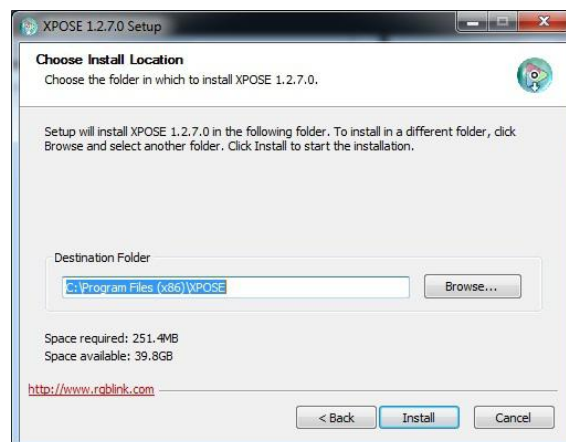 XPOSE 1.2.7.0 Setup
Choose Install Location
Choose the folder in which to install XPOSE 1.2.7.0.
Setup will install XPOSE 1.2.7.0 in the following folder. To install in a different folder, click
Browse and select another folder. Click Install to start the installation.
Destination Folder
C:\Program Files (x86)\XPOSE
Browse...
Space required: 251.4MB
Space available: 39.8GB
http://www.rgblink.com
< Back
Install
Cancel